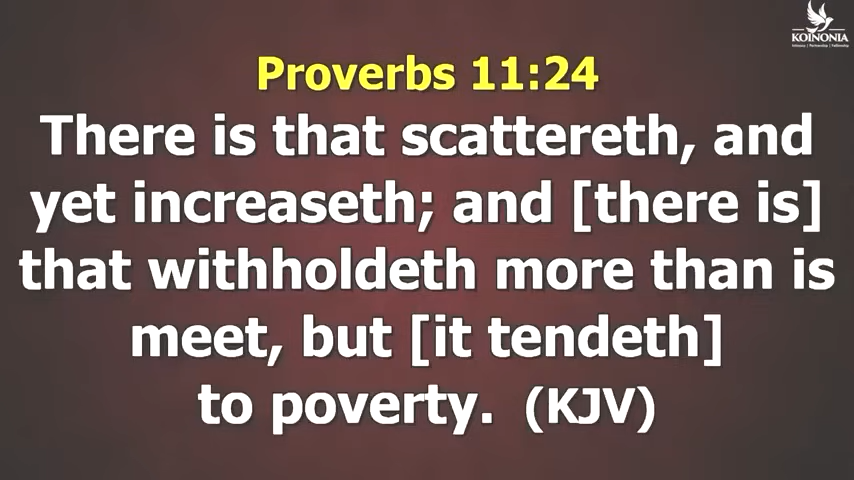 KOINONIA
Proverbs 11:24
There is that scattereth, and
yet increaseth; and [there is]
that withholdeth more than is
meet, but [it tendeth]
to poverty. (KJV)